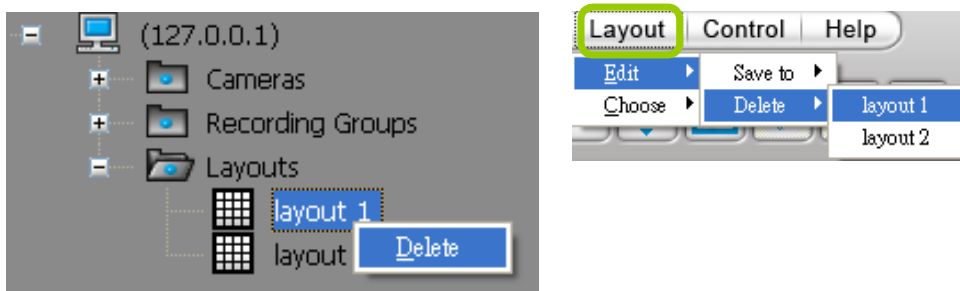 (127.0.0.1)
Cameras
Recording Groups
Layouts
layout 1
layout
Delete
Layout Control Help
Edit Save to
Choose Delete layout 1
layout 2